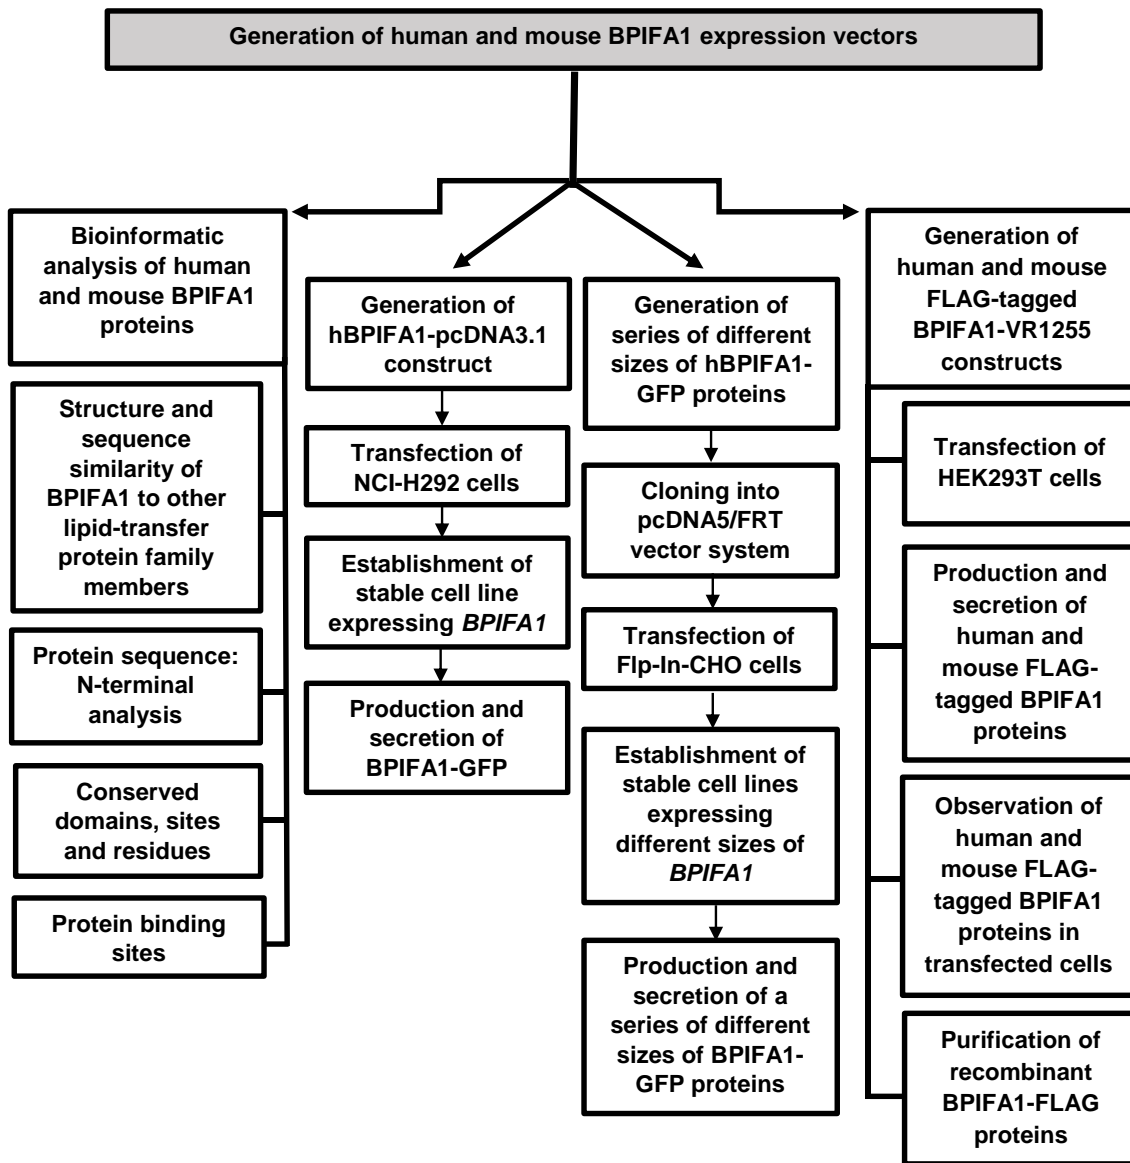 Generation of human and mouse BPIFA1 expression vectors
Bioinformatic
analysis of human
and mouse BPIFA1
proteins
Structure and
sequence
similarity of
BPIFA1 to other
lipid-transfer
protein family
members
Protein sequence:
N-terminal
analysis
Conserved
domains, sites
and residues
Protein binding
sites
Generation of
hBPIFA1-pcDNA3.1
construct
Transfection of
NCI-H292 cells
Establishment of
stable cell line
expressing BPIFA1
Production and
secretion of
BPIFA1-GFP
Generation of
series of different
sizes of hBPIFA1-
GFP proteins
Cloning into
pcDNA5/FRT
vector system
Transfection of
Flp-In-CHO cells
Establishment of
stable cell lines
expressing
different sizes of
BPIFA1
Production and
secretion of a
series of different
sizes of BPIFA1-
GFP proteins
Generation of
human and mouse
FLAG-tagged
BPIFA1-VR1255
constructs
Transfection of
HEK293T cells
Production and
secretion of
human and
mouse FLAG-
tagged BPIFA1
proteins
Observation of
human and
mouse FLAG-
tagged BPIFA1
proteins in
transfected cells
Purification of
recombinant
BPIFA1-FLAG
proteins